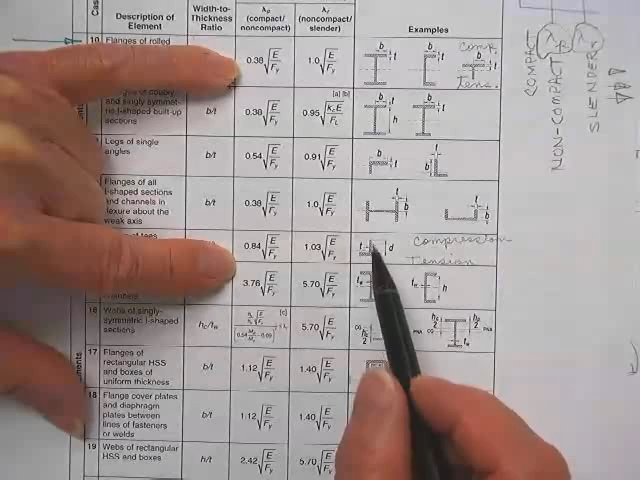 Description of
Element
Width-to-
Thickness
Ratio
λp
(compact/
noncompact)
λr
(noncompact/
slender)
Examples
10 Flanges of rolled
0.38√E/Fy
1.0√E/Fy
b
t
b
t
comp
b
t
tens.
and singly symmet-
ric I-shaped built-up
sections
b/t
0.38√E/Fy
[a] [b]
0.95√kcE/FL
b
t
h
b
t
Legs of single
angles
b/t
0.54√E/Fy
0.91√E/Fy
b
t
b
t
Flanges of all
I-shaped sections
and channels in
flexure about the
weak axis
b/t
0.38√E/Fy
1.0√E/Fy
t
b
t
b
0.84√E/Fy
1.03√E/Fy
t
d
compression
Tension
3.76√E/Fy
5.70√E/Fy
tw
tw
h
16 Webs of singly-
symmetric I-shaped
sections
hc/tw
[c]
5.70√E/Fy
17 Flanges of
rectangular HSS
and boxes of
uniform thickness
b/t
1.12√E/Fy
1.40√E/Fy
18 Flange cover plates
and diaphragm
plates between
lines of fasteners
or welds
b/t
1.12√E/Fy
1.40√E/Fy
19 Webs of rectangular
HSS and boxes
h/t
2.42√E/Fy
5.70√E/Fy
COMPACT
λp
NON-COMPACT
λr
SLENDER